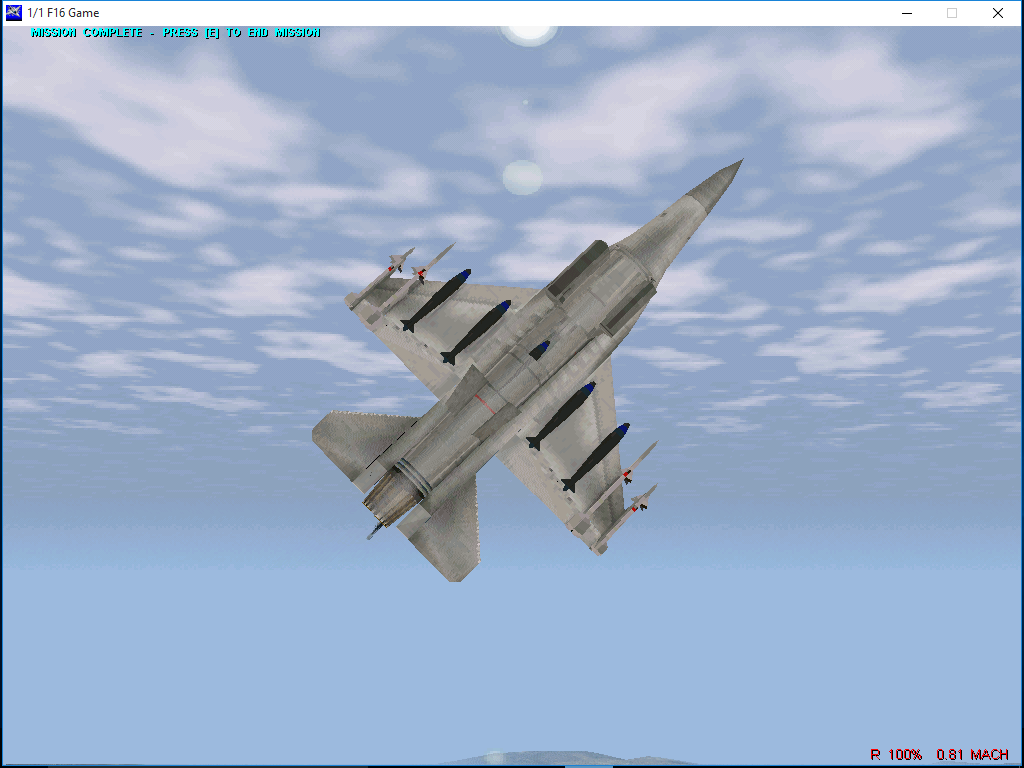 1/1 F16 Game
MISSION COMPLETE - PRESS [E] TO END MISSION
R 100% 0.81 MACH